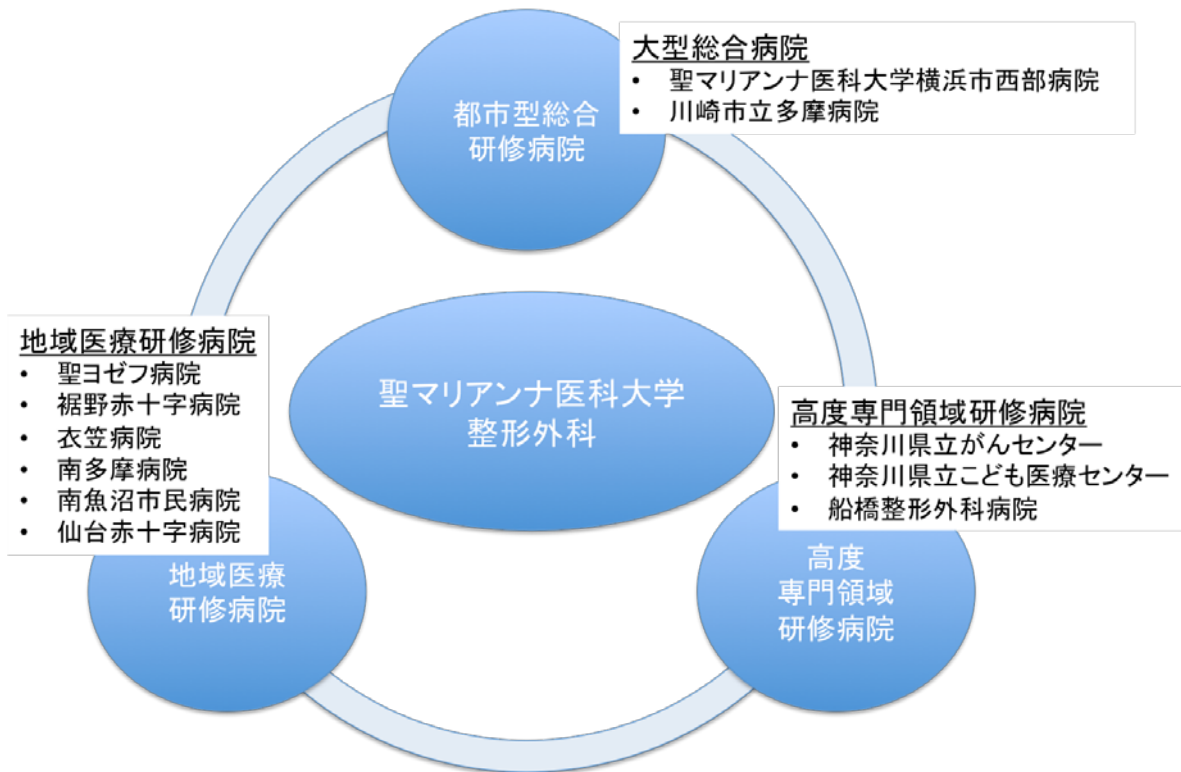 大型総合病院
• 聖マリアンナ医科大学横浜市西部病院
• 川崎市立多摩病院
都市型総合
研修病院
地域医療研修病院
• 聖ヨゼフ病院
• 裾野赤十字病院
• 衣笠病院
• 南多摩病院
• 南魚沼市民病院
• 仙台赤十字病院
聖マリアンナ医科大学
整形外科
高度専門領域研修病院
• 神奈川県立がんセンター
• 神奈川県立こども医療センター
• 船橋整形外科病院
地域医療
研修病院
高度
専門領域
研修病院